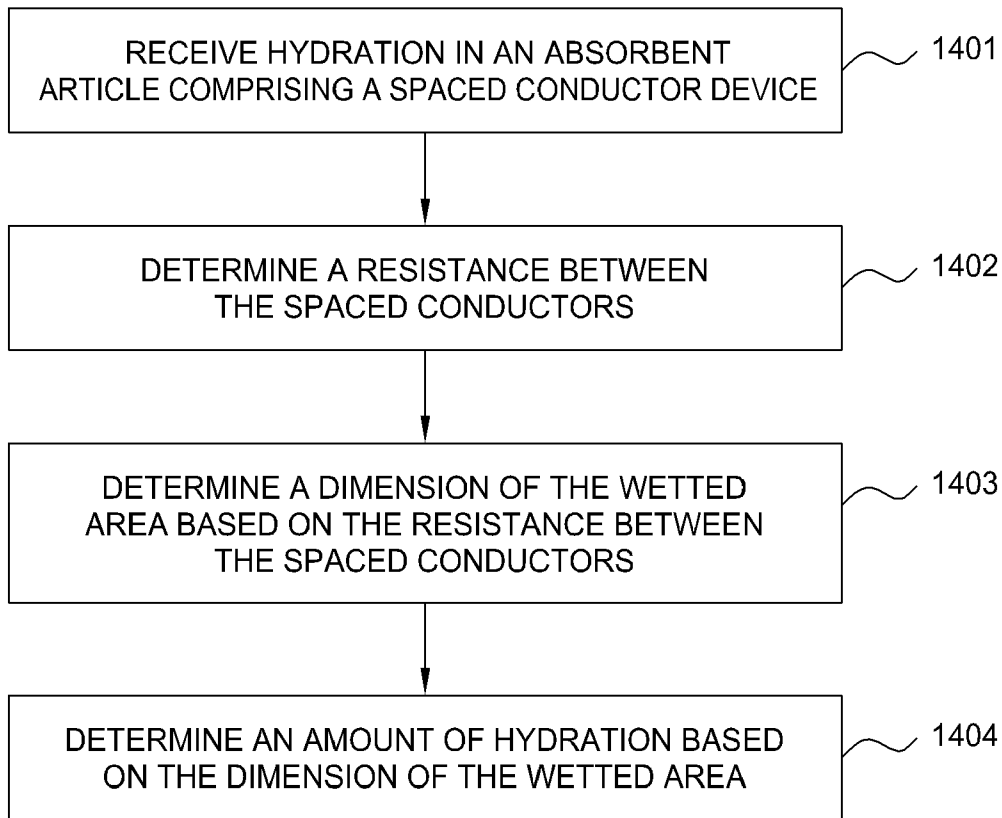 RECEIVE HYDRATION IN AN ABSORBENT
ARTICLE COMPRISING A SPACED CONDUCTOR DEVICE
1401
DETERMINE A RESISTANCE BETWEEN
THE SPACED CONDUCTORS
1402
DETERMINE A DIMENSION OF THE WETTED
AREA BASED ON THE RESISTANCE BETWEEN
THE SPACED CONDUCTORS
1403
DETERMINE AN AMOUNT OF HYDRATION BASED
ON THE DIMENSION OF THE WETTED AREA
1404